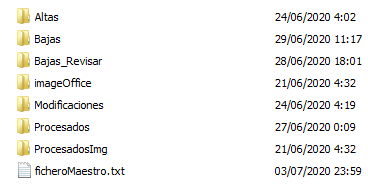 Altas 24/06/2020 4:02
Bajas 29/06/2020 11:17
Bajas_Revisar 28/06/2020 18:01
imageOffice 21/06/2020 4:32
Modificaciones 24/06/2020 4:19
Procesados 27/06/2020 0:09
ProcesadosImg 21/06/2020 4:32
ficheroMaestro.txt 03/07/2020 23:59